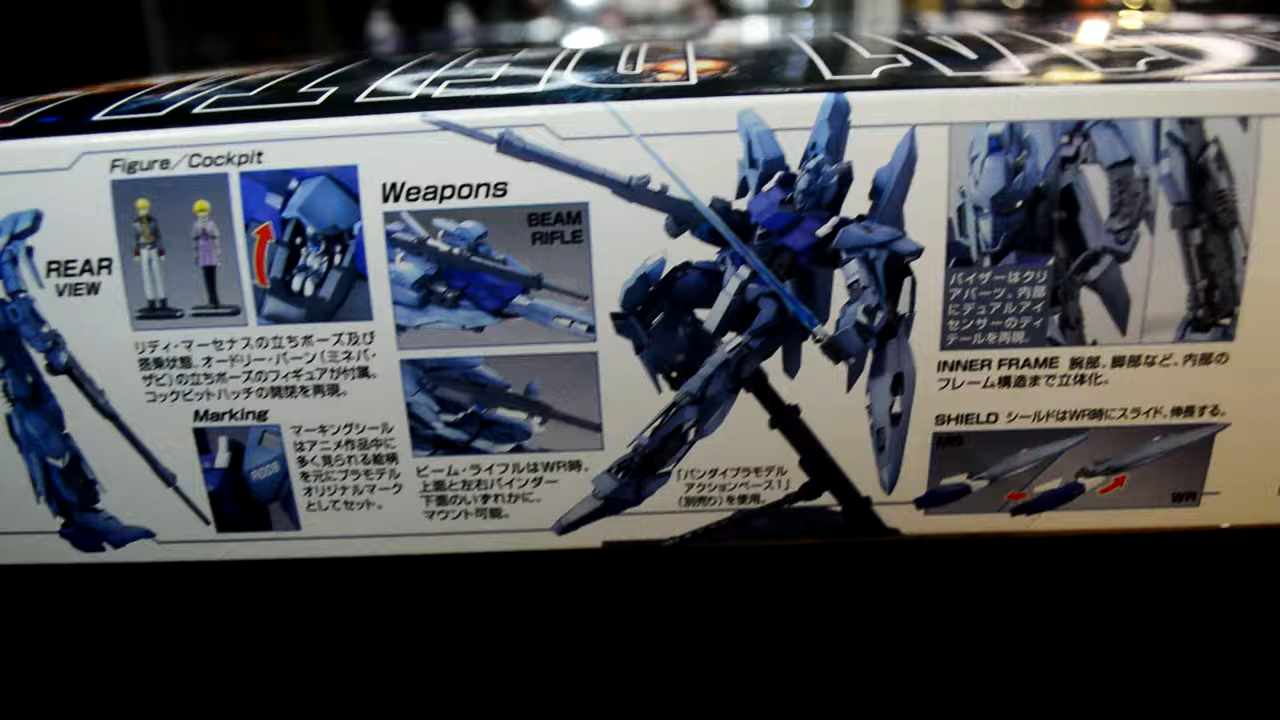 REAR
VIEW
Figure/Cockpit
リディ・マーセナスの立ちポーズ及び
搭乗状態、オードリー・バーン(ミネバ・
ザビ)の立ちポーズのフィギュアが付属。
コックピットハッチの開閉を再現。
Marking
マーキングシール
はアニメ作品中に
多く見られる絵柄
を元にプラモデル
オリジナルマーク
としてセット。
R008
Weapons
BEAM
RIFLE
ビーム・ライフルはWR時、
上面と左右バインダー
下面のいずれかに、
マウント可能。
「バンダイプラモデル
アクションベース1」
(別売り)を使用。
バイザーはクリ
アパーツ。内部
にデュアルアイ
センサーのディ
テールを再現。
INNER FRAME 腕部、脚部など、内部の
フレーム構造まで立体化。
SHIELD シールドはWR時にスライド、伸長する。
MS
WR